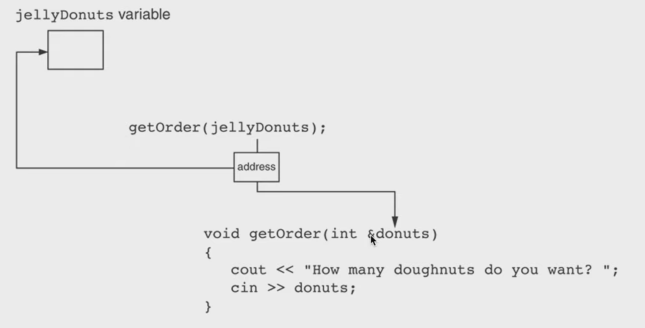 jellyDonuts variable
getOrder(jellyDonuts);
address
void getOrder(int &donuts)
{
cout << "How many doughnuts do you want? ";
cin >> donuts;
}